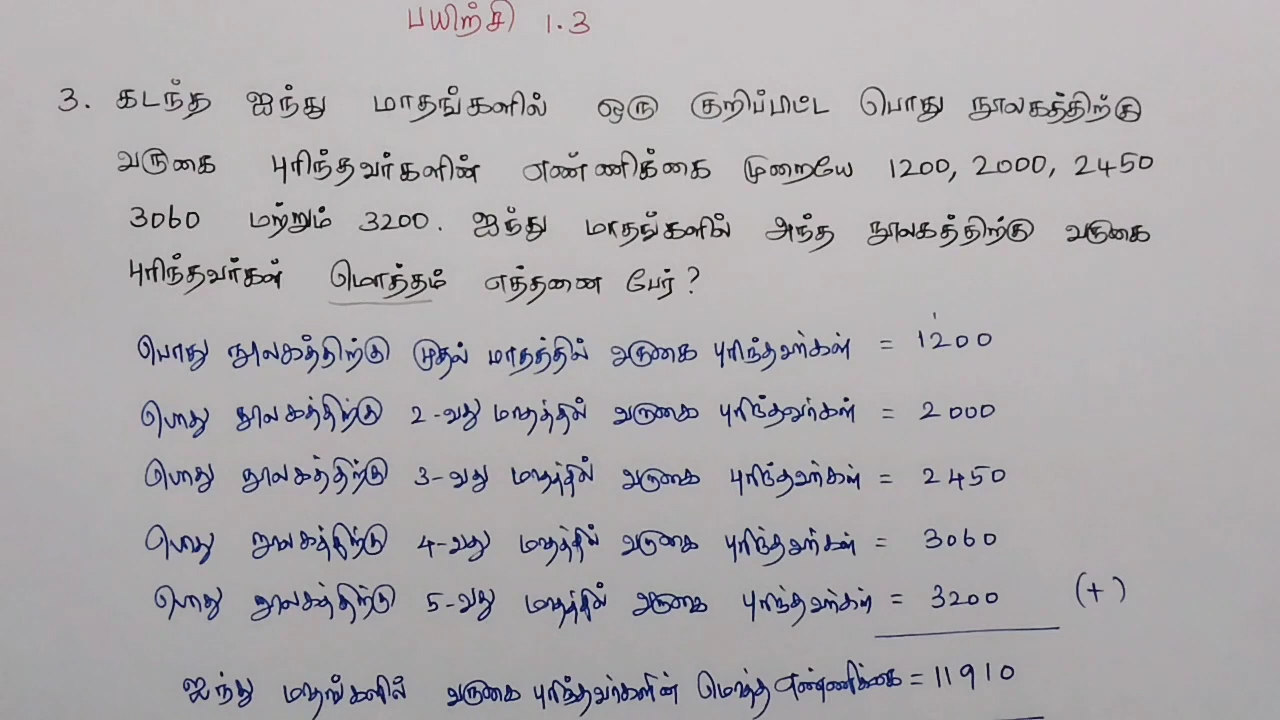 பயிற்சி 1.3
3. கடந்த ஐந்து மாதங்களில் ஒரு குறிப்பிட்ட பொது நூலகத்திற்கு
வருகை புரிந்தவர்களின் எண்ணிக்கை முறையே 1200, 2000, 2450
3060 மற்றும் 3200. ஐந்து மாதங்களில் அந்த நூலகத்திற்கு வருகை
புரிந்தவர்கள் மொத்தம் எத்தனை பேர்?
பொது நூலகத்திற்கு முதல் மாதத்தில் வருகை புரிந்தவர்கள் = 1200
பொது நூலகத்திற்கு 2-வது மாதத்தில் வருகை புரிந்தவர்கள் = 2000
பொது நூலகத்திற்கு 3-வது மாதத்தில் வருகை புரிந்தவர்கள் = 2450
பொது நூலகத்திற்கு 4-வது மாதத்தில் வருகை புரிந்தவர்கள் = 3060
பொது நூலகத்திற்கு 5-வது மாதத்தில் வருகை புரிந்தவர்கள் = 3200 (+)
ஐந்து மாதங்களில் வருகை புரிந்தவர்களின் மொத்த எண்ணிக்கை = 11910